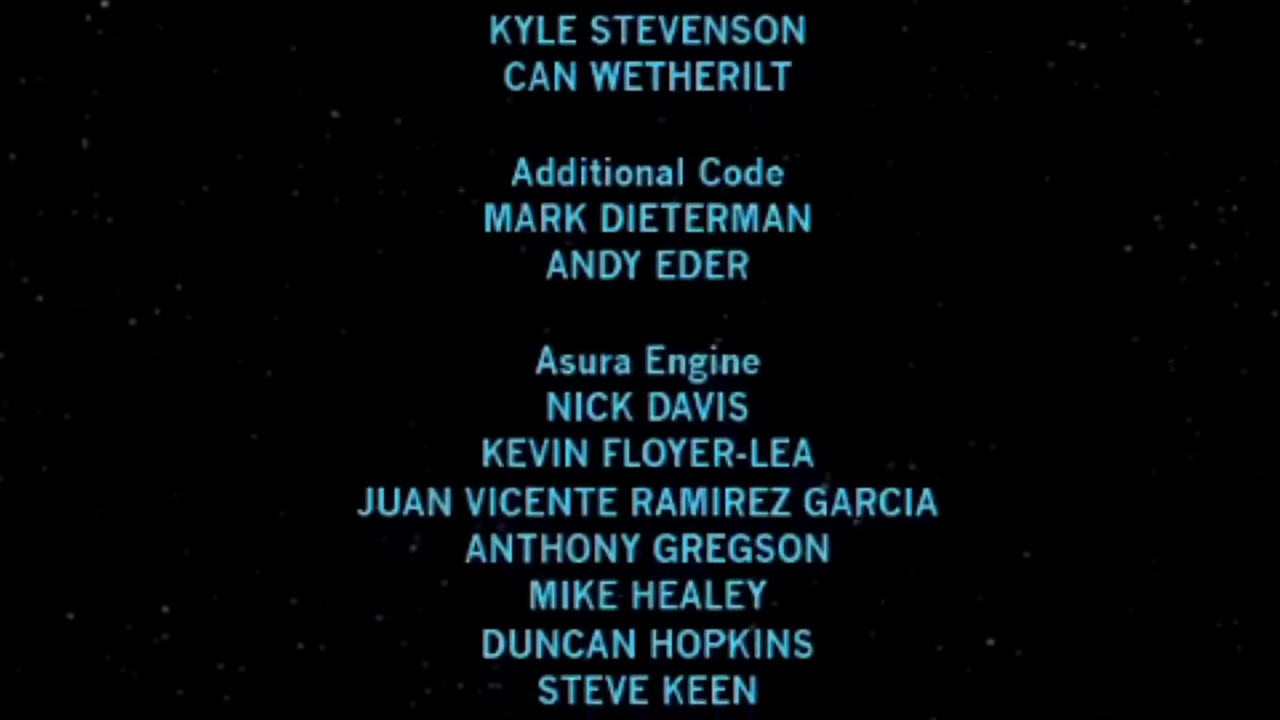 KYLE STEVENSON
CAN WETHERILT
Additional Code
MARK DIETERMAN
ANDY EDER
Asura Engine
NICK DAVIS
KEVIN FLOYER-LEA
JUAN VICENTE RAMIREZ GARCIA
ANTHONY GREGSON
MIKE HEALEY
DUNCAN HOPKINS
STEVE KEEN